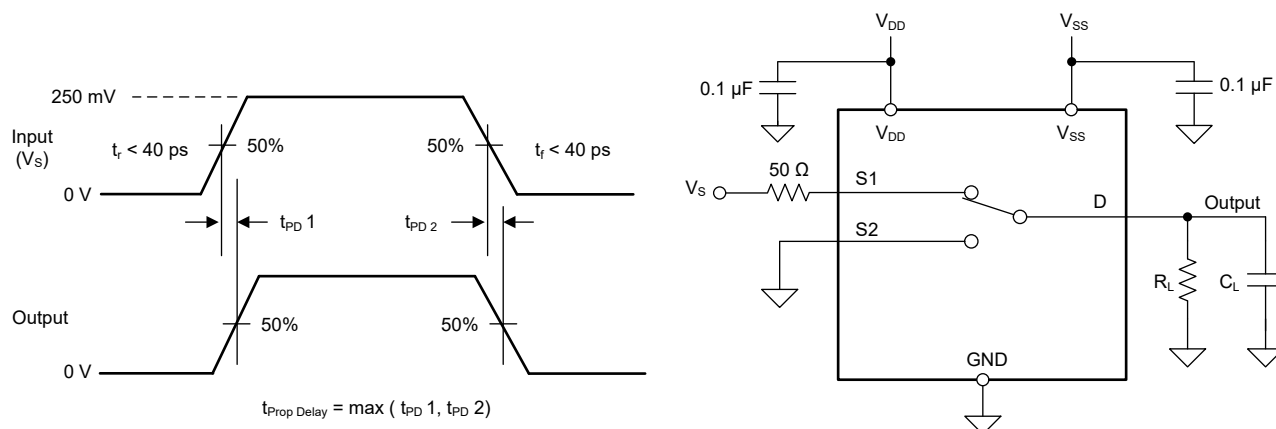 250 mV
Input
(VS)
tr < 40 ps
50%
50%
tf < 40 ps
0 V
tPD 1
tPD 2
Output
50%
50%
0 V
tProp Delay = max ( tPD 1, tPD 2)
VDD
VSS
0.1 µF
0.1 µF
VDD
VSS
50 Ω
VS
S1
D
Output
S2
RL
CL
GND